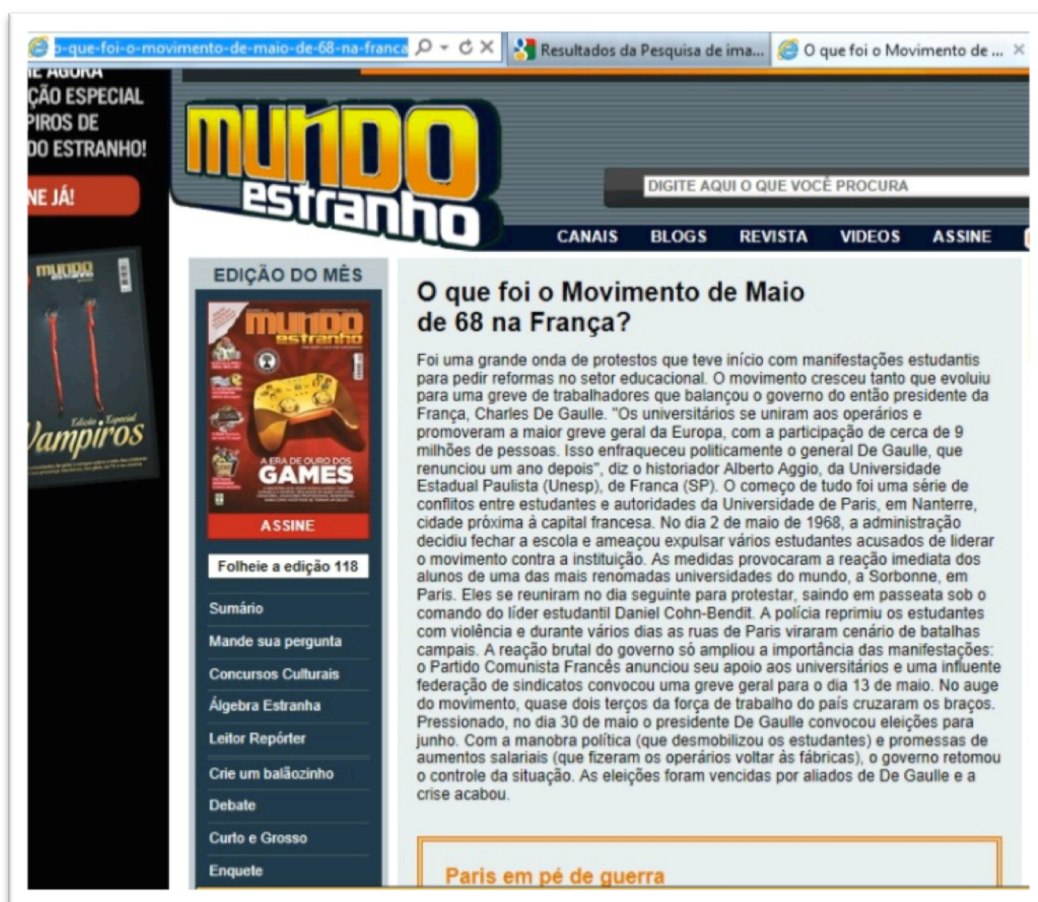 o-que-foi-o-movimento-de-maio-de-68-na-franca
Resultados da Pesquisa de ima...
O que foi o Movimento de ...
NE AGORA
ÇÃO ESPECIAL
PIROS DE
DO ESTRANHO!
NE JÁ!
mundo
estranho
DIGITE AQUI O QUE VOCÊ PROCURA
CANAIS BLOGS REVISTA VIDEOS ASSINE
mundo
Edição Especial
Vampiros
EDIÇÃO DO MÊS
mundo
estranho
A ERA DE OURO DOS
GAMES
ASSINE
Folheie a edição 118
Sumário
Mande sua pergunta
Concursos Culturais
Álgebra Estranha
Leitor Repórter
Crie um balãozinho
Debate
Curto e Grosso
Enquete
O que foi o Movimento de Maio
de 68 na França?
Foi uma grande onda de protestos que teve início com manifestações estudantis
para pedir reformas no setor educacional. O movimento cresceu tanto que evoluiu
para uma greve de trabalhadores que balançou o governo do então presidente da
França, Charles De Gaulle. "Os universitários se uniram aos operários e
promoveram a maior greve geral da Europa, com a participação de cerca de 9
milhões de pessoas. Isso enfraqueceu politicamente o general De Gaulle, que
renunciou um ano depois", diz o historiador Alberto Aggio, da Universidade
Estadual Paulista (Unesp), de Franca (SP). O começo de tudo foi uma série de
conflitos entre estudantes e autoridades da Universidade de Paris, em Nanterre,
cidade próxima à capital francesa. No dia 2 de maio de 1968, a administração
decidiu fechar a escola e ameaçou expulsar vários estudantes acusados de liderar
o movimento contra a instituição. As medidas provocaram a reação imediata dos
alunos de uma das mais renomadas universidades do mundo, a Sorbonne, em
Paris. Eles se reuniram no dia seguinte para protestar, saindo em passeata sob o
comando do líder estudantil Daniel Cohn-Bendit. A polícia reprimiu os estudantes
com violência e durante vários dias as ruas de Paris viraram cenário de batalhas
campais. A reação brutal do governo só ampliou a importância das manifestações:
o Partido Comunista Francês anunciou seu apoio aos universitários e uma influente
federação de sindicatos convocou uma greve geral para o dia 13 de maio. No auge
do movimento, quase dois terços da força de trabalho do país cruzaram os braços.
Pressionado, no dia 30 de maio o presidente De Gaulle convocou eleições para
junho. Com a manobra política (que desmobilizou os estudantes) e promessas de
aumentos salariais (que fizeram os operários voltar às fábricas), o governo retomou
o controle da situação. As eleições foram vencidas por aliados de De Gaulle e a
crise acabou.
Paris em pé de guerra